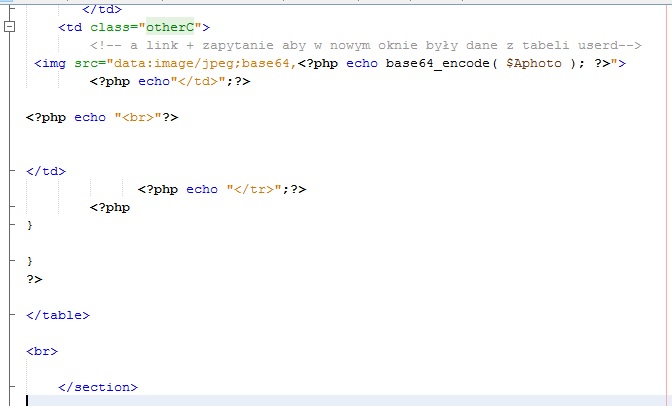 </td>
<td class="otherC">
<!-- a link + zapytanie aby w nowym oknie były dane z tabeli userd-->
<img src="data:image/jpeg;base64,<?php echo base64_encode( $Aphoto ); ?>">
<?php echo"</td>";?>
<?php echo "<br>"?>
</td>
<?php echo "</tr>";?>
<?php
}
}
?>
</table>
<br>
</section>